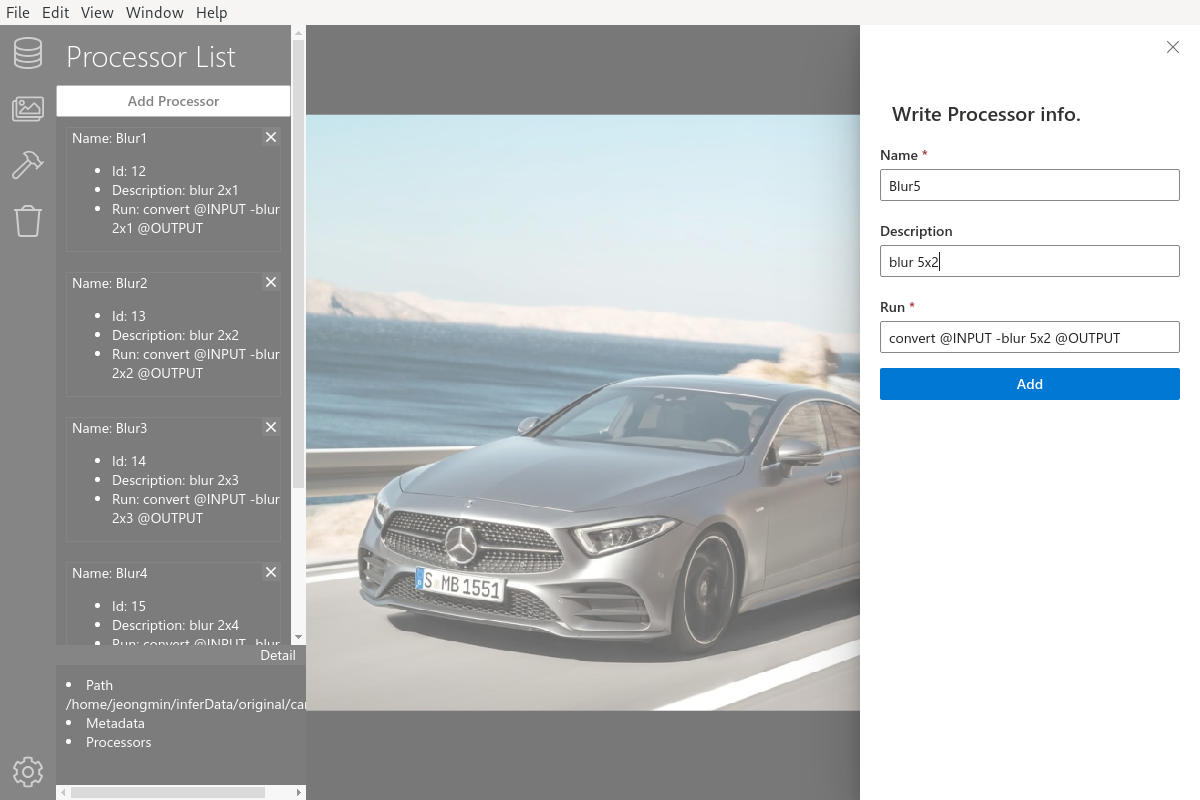 File Edit View Window Help
Processor List
Add Processor
Name: Blur1
Id: 12
Description: blur 2x1
Run: convert @INPUT -blur
2x1 @OUTPUT
Name: Blur2
Id: 13
Description: blur 2x2
Run: convert @INPUT -blur
2x2 @OUTPUT
Name: Blur3
Id: 14
Description: blur 2x3
Run: convert @INPUT -blur
2x3 @OUTPUT
Name: Blur4
Id: 15
Description: blur 2x4
Run: convert @INPUT -blur
Detail
Path
/home/jeongmin/inferData/original/car
Metadata
Processors
S MB 1551
Write Processor info.
Name *
Blur5
Description
blur 5x2
Run *
convert @INPUT -blur 5x2 @OUTPUT
Add